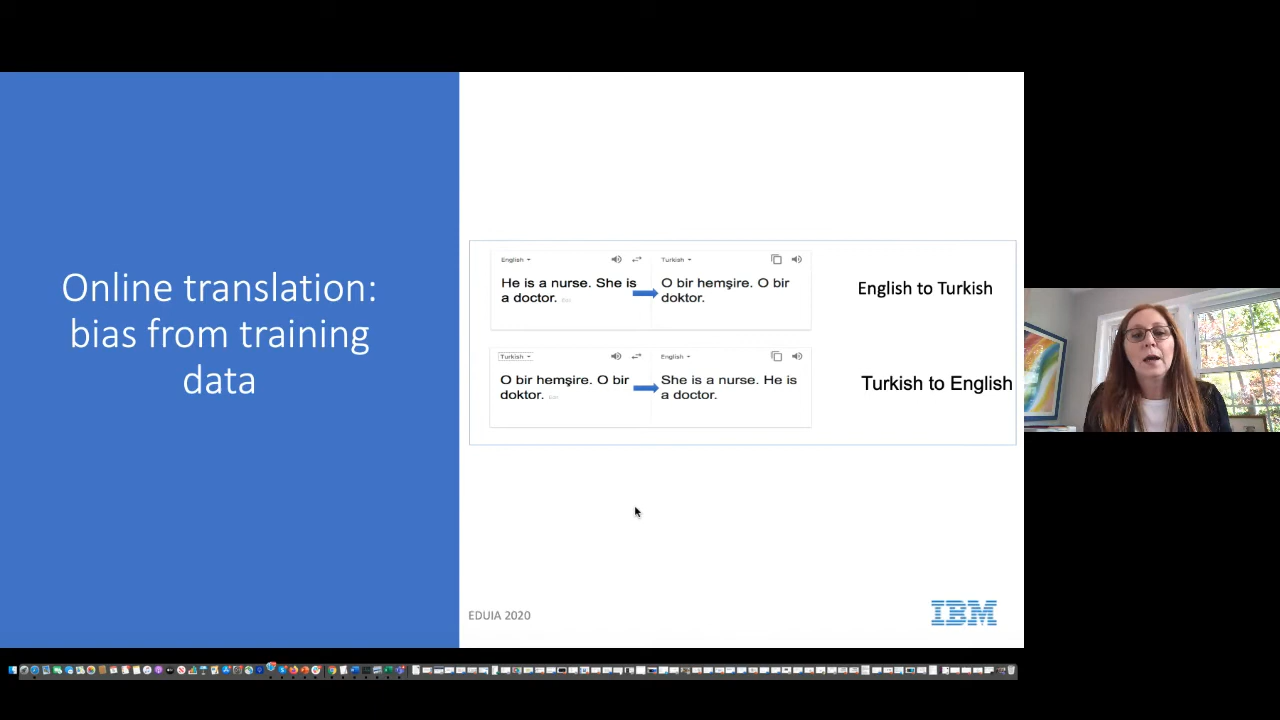 Online translation:
bias from training
data
English
Turkish
He is a nurse. She is
a doctor.
O bir hemşire. O bir
doktor.
English to Turkish
Turkish
English
O bir hemşire. O bir
doktor.
She is a nurse. He is
a doctor.
Turkish to English
EDUIA 2020
IBM